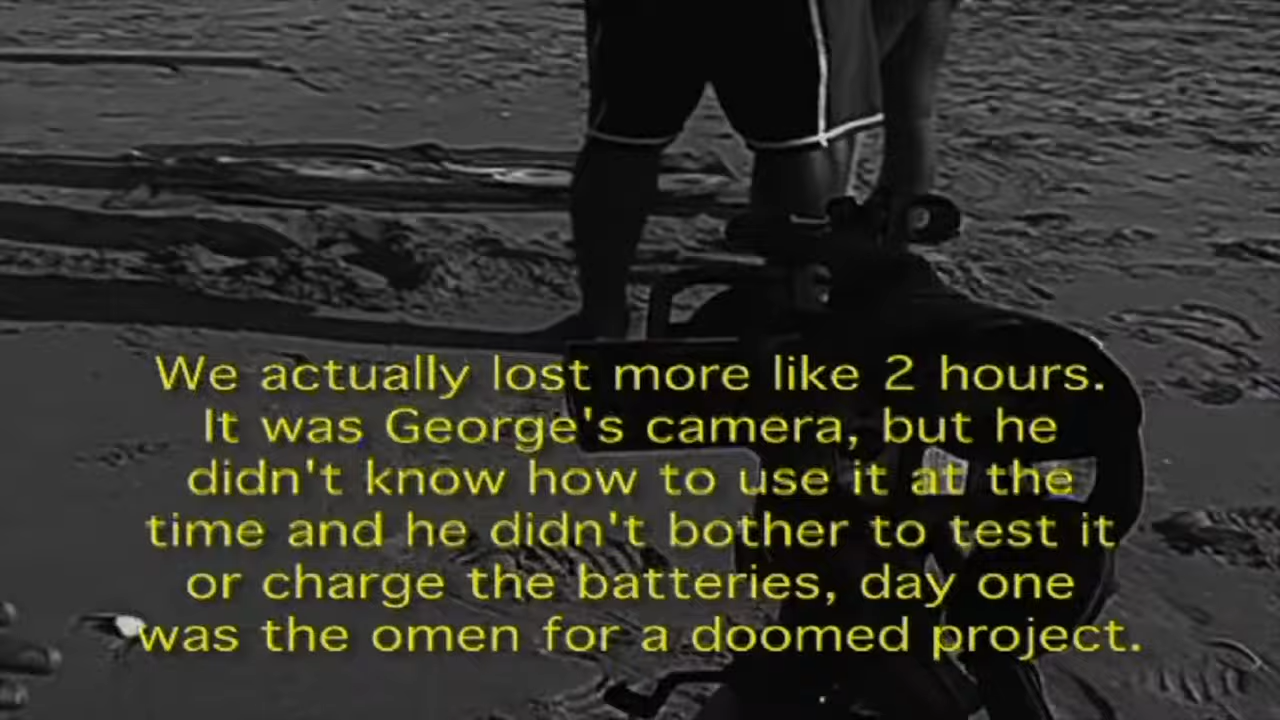 We actually lost more like 2 hours.
It was George's camera, but he
didn't know how to use it at the
time and he didn't bother to test it
or charge the batteries, day one
was the omen for a doomed project.